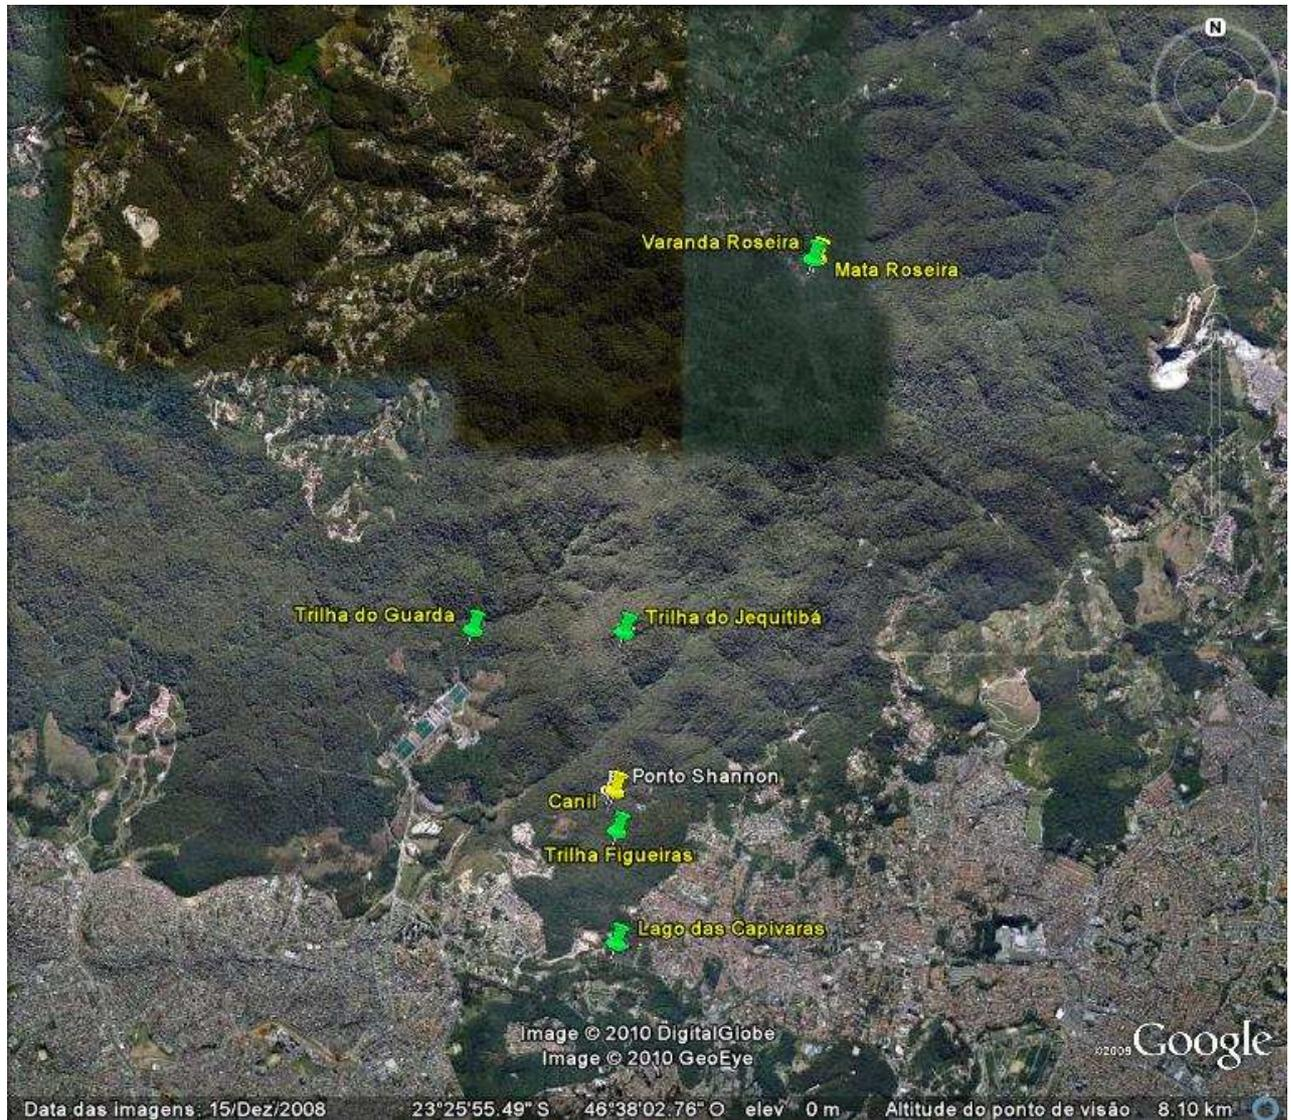 N
Varanda Roseira
Mata Roseira
Trilha do Guarda
Trilha do Jequitibá
Ponto Shannon
Canil
Trilha Figueiras
Lago das Capivaras
Image © 2010 DigitalGlobe
Image © 2010 GeoEye
©2009 Google
Data das imagens: 15/Dez/2008 23°25'55.49" S 46°38'02.76" O elev 0 m Altitude do ponto de visão 8.10 km